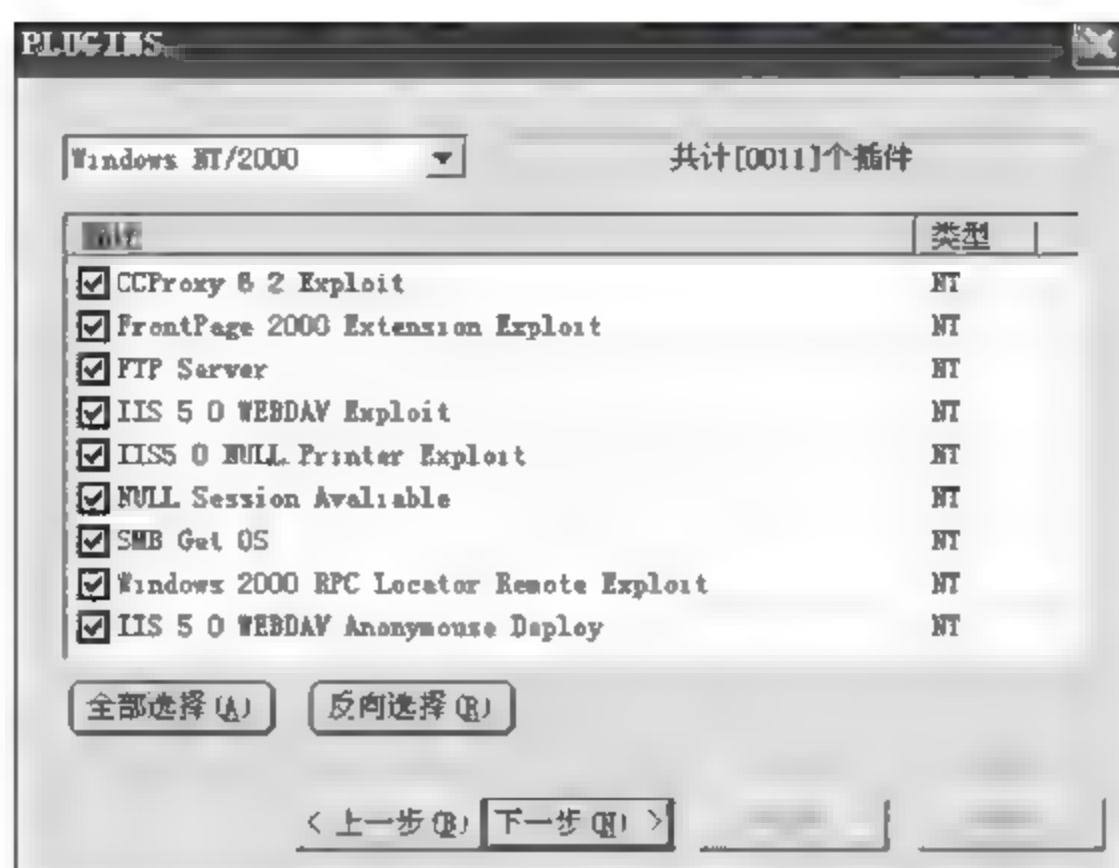 PLUGINS
Windows NT/2000
共计[0011]个插件
类型
CCProxy 6 2 Exploit NT
FrontPage 2000 Extension Exploit NT
FTP Server NT
IIS 5 0 WEBDAV Exploit NT
IIS5 0 NULL Printer Exploit NT
NULL Session Avaliable NT
SMB Get OS NT
Windows 2000 RPC Locator Remote Exploit NT
IIS 5 0 WEBDAV Anonymouse Deploy NT
全部选择(A) 反向选择(R)
< 上一步(B) 下一步(N) >